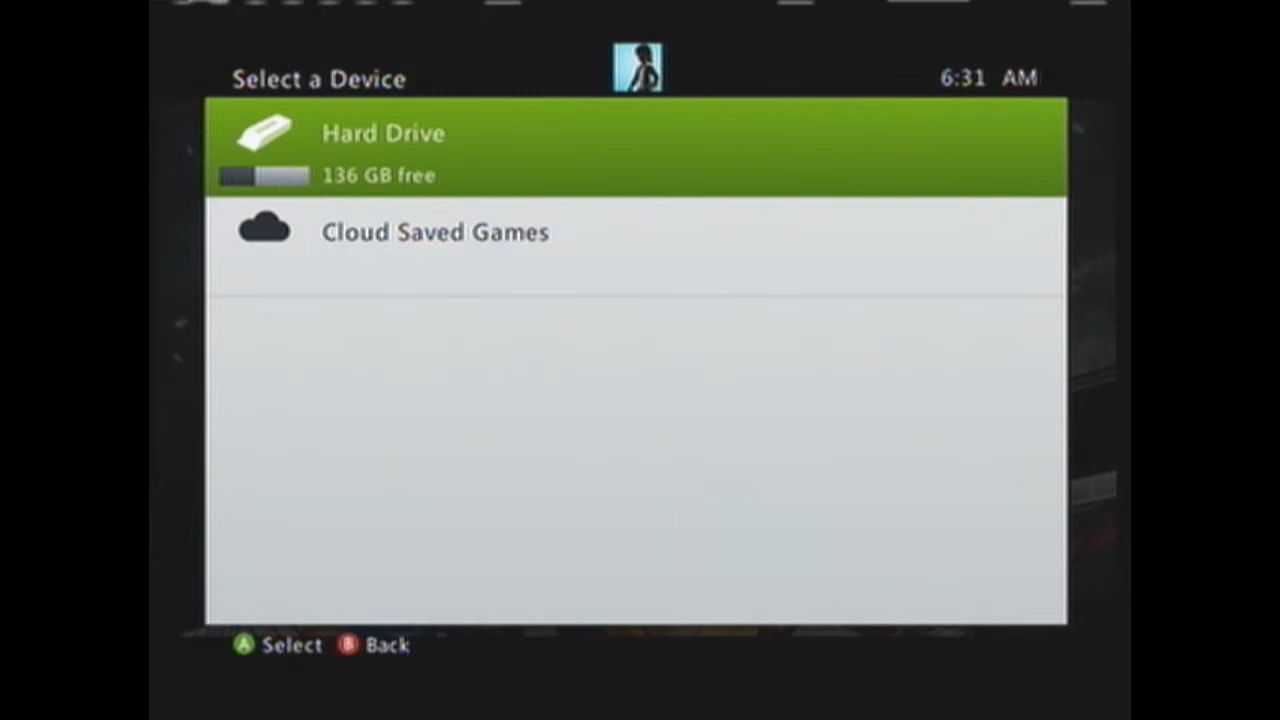 Select a Device
6:31 AM
Hard Drive
136 GB free
Cloud Saved Games
A Select B Back